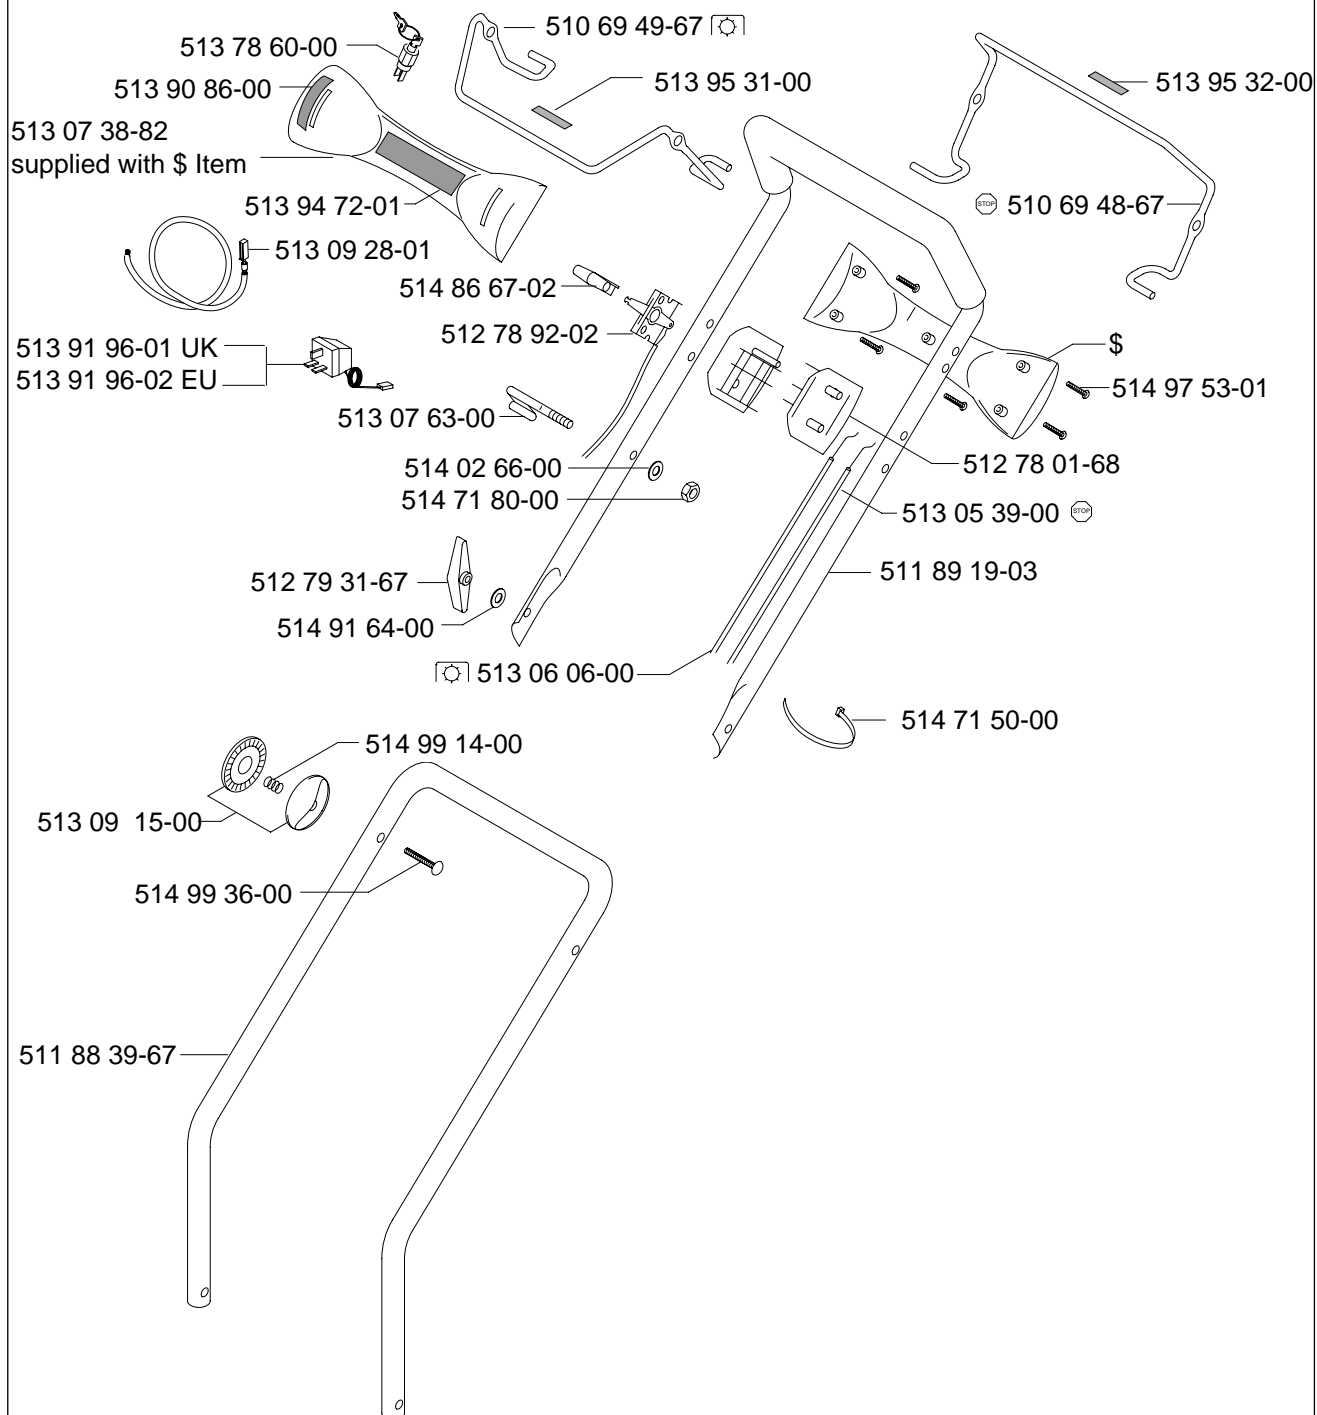 510 69 49-67
513 78 60-00
513 95 31-00
513 95 32-00
513 90 86-00
513 07 38-82
supplied with $ Item
513 94 72-01
STOP 510 69 48-67
513 09 28-01
514 86 67-02
512 78 92-02
$
513 91 96-01 UK
513 91 96-02 EU
514 97 53-01
513 07 63-00
514 02 66-00
512 78 01-68
514 71 80-00
513 05 39-00 STOP
511 89 19-03
512 79 31-67
514 91 64-00
513 06 06-00
514 71 50-00
514 99 14-00
513 09 15-00
514 99 36-00
511 88 39-67